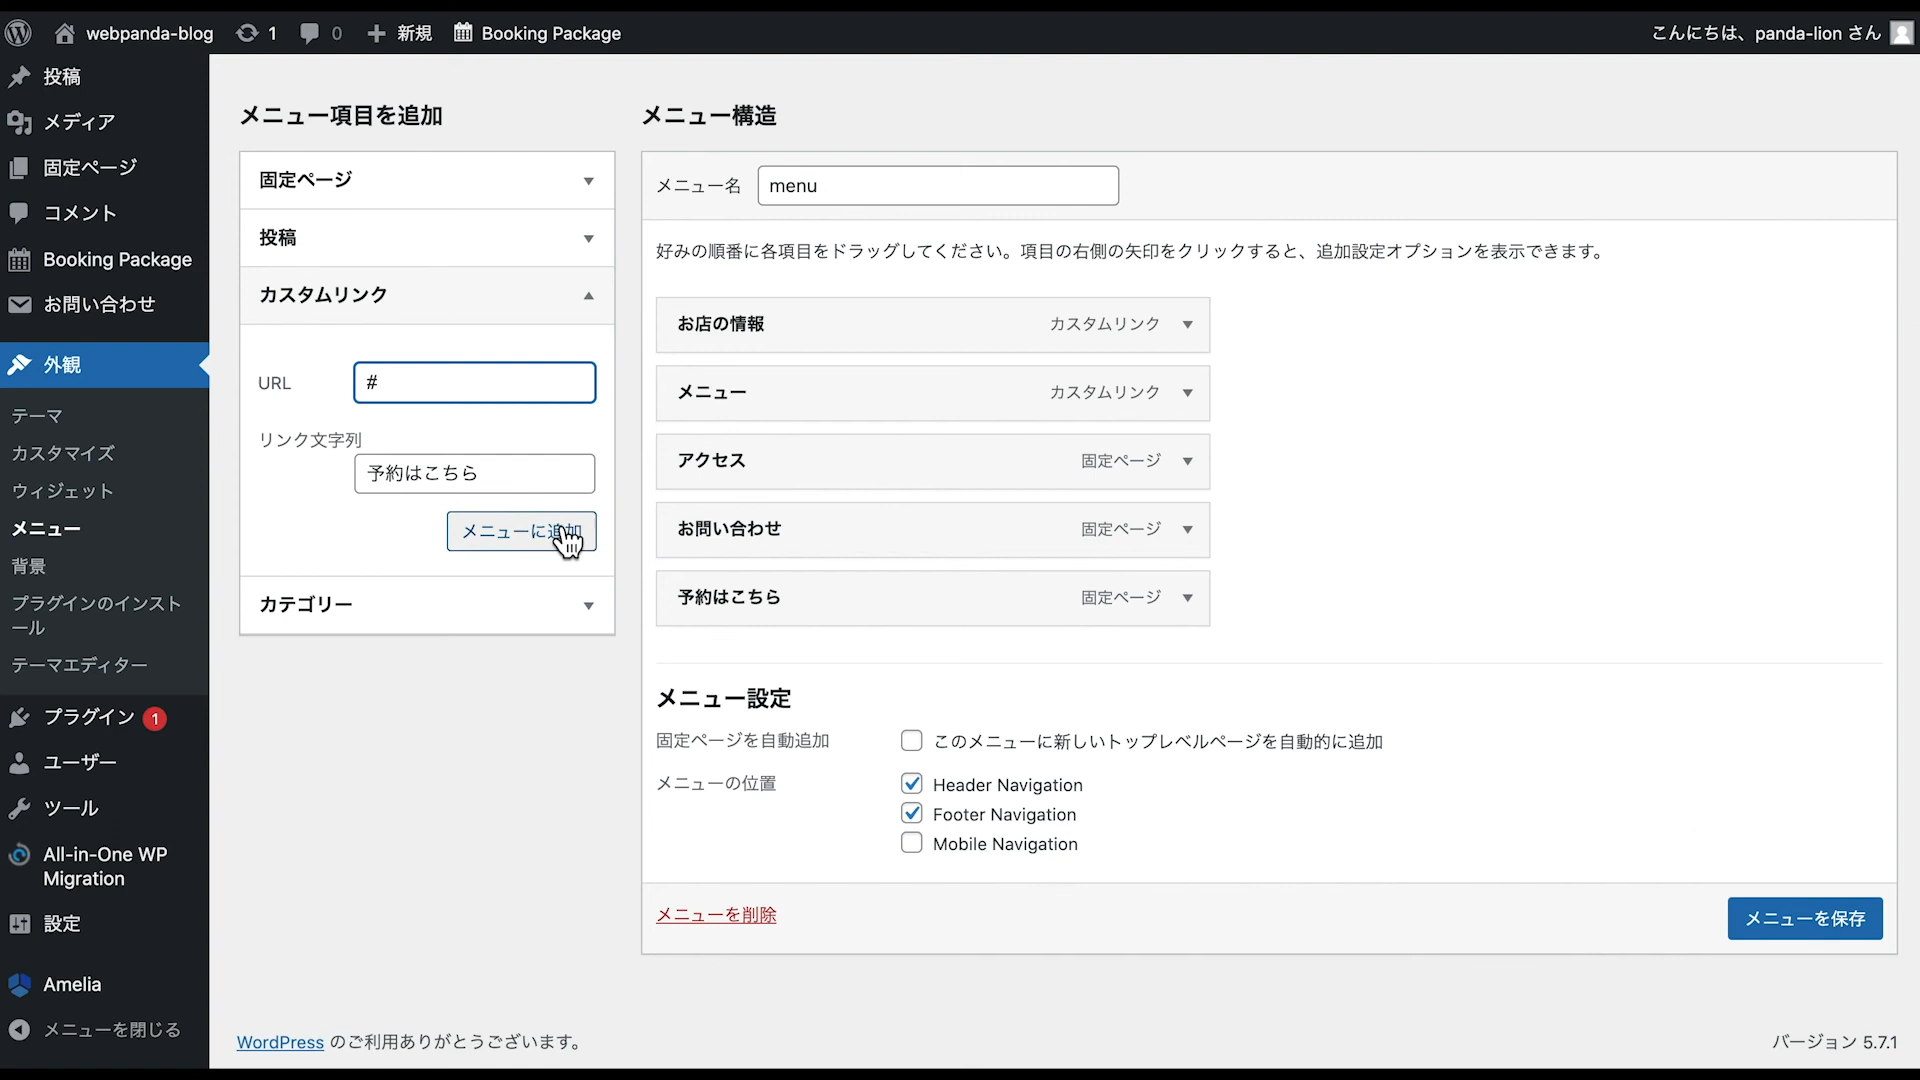 webpanda-blog 1 0 新規 Booking Package こんにちは、panda-lion さん
投稿
メディア
固定ページ
コメント
Booking Package
お問い合わせ
外観
テーマ
カスタマイズ
ウィジェット
メニュー
背景
プラグインのインスト
ール
テーマエディター
プラグイン 1
ユーザー
ツール
All-in-One WP
Migration
設定
Amelia
メニューを閉じる
メニュー項目を追加
固定ページ
投稿
カスタムリンク
URL #
リンク文字列
予約はこちら
メニューに追加
カテゴリー
メニュー構造
メニュー名 menu
好みの順番に各項目をドラッグしてください。項目の右側の矢印をクリックすると、追加設定オプションを表示できます。
お店の情報 カスタムリンク
メニュー カスタムリンク
アクセス 固定ページ
お問い合わせ 固定ページ
予約はこちら 固定ページ
メニュー設定
固定ページを自動追加 このメニューに新しいトップレベルページを自動的に追加
メニューの位置 Header Navigation
Footer Navigation
Mobile Navigation
メニューを削除 メニューを保存
WordPress のご利用ありがとうございます。 バージョン 5.7.1